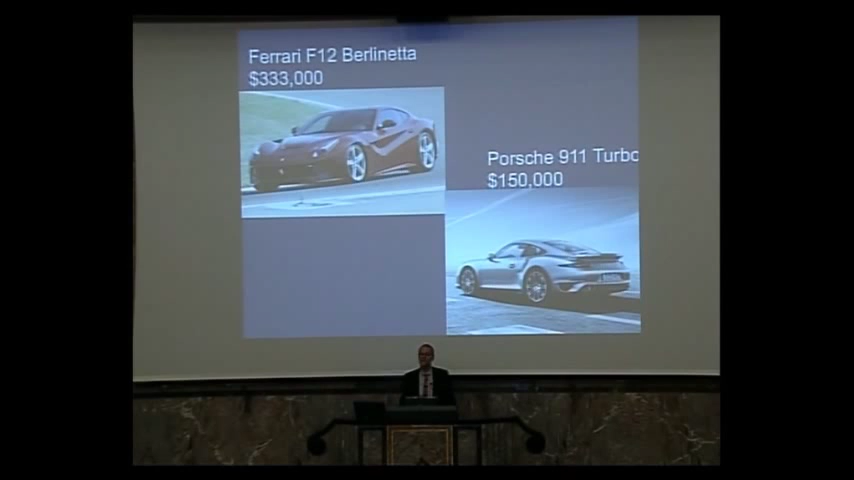 Ferrari F12 Berlinetta
$333,000
Porsche 911 Turbo
$150,000